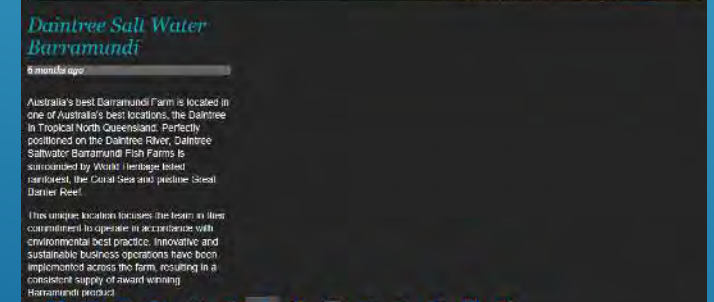 Daintree Salt Water
Barramundi
6 months ago
Australia's best Barramundi Farm is located in
one of Australia's best locations, the Daintree
in Tropical North Queensland. Perfectly
positioned on the Daintree River, Daintree
Saltwater Barramundi Fish Farms is
surrounded by World Heritage listed
rainforest, the Coral Sea and pristine Great
Barrier Reef.
This unique location focuses the team in their
commitment to operate in accordance with
environmental best practice. Innovative and
sustainable business operations have been
implemented across the farm, resulting in a
consistent supply of award winning
Barramundi product